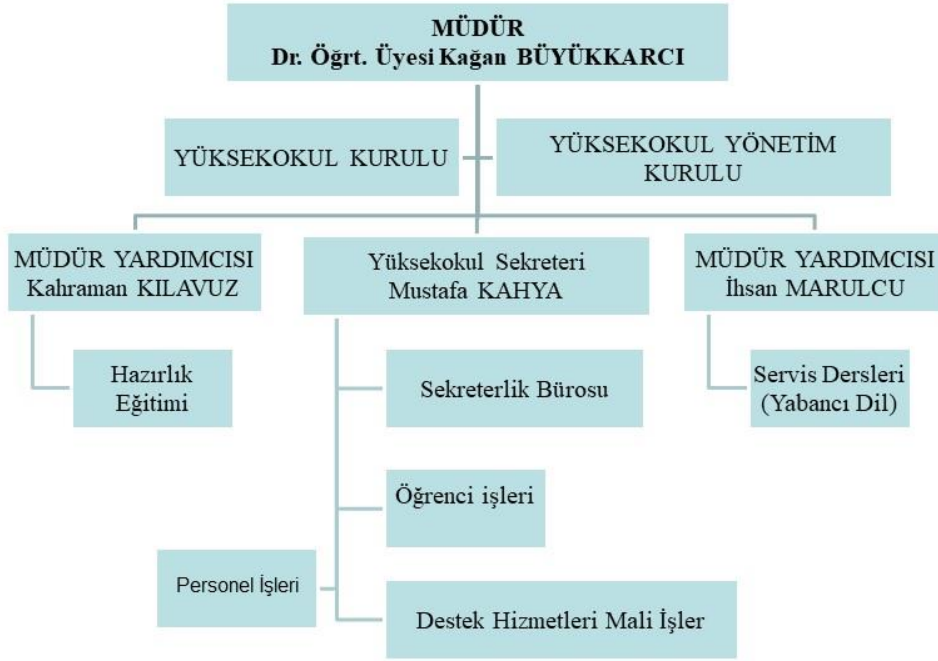 MÜDÜR
Dr. Öğrt. Üyesi Kağan BÜYÜKKARCI
YÜKSEKOKUL KURULU
YÜKSEKOKUL YÖNETİM
KURULU
MÜDÜR YARDIMCISI
Kahraman KILAVUZ
Yüksekokul Sekreteri
Mustafa KAHYA
MÜDÜR YARDIMCISI
İhsan MARULCU
Hazırlık
Eğitimi
Sekreterlik Bürosu
Servis Dersleri
(Yabancı Dil)
Öğrenci işleri
Personel İşleri
Destek Hizmetleri Mali İşler